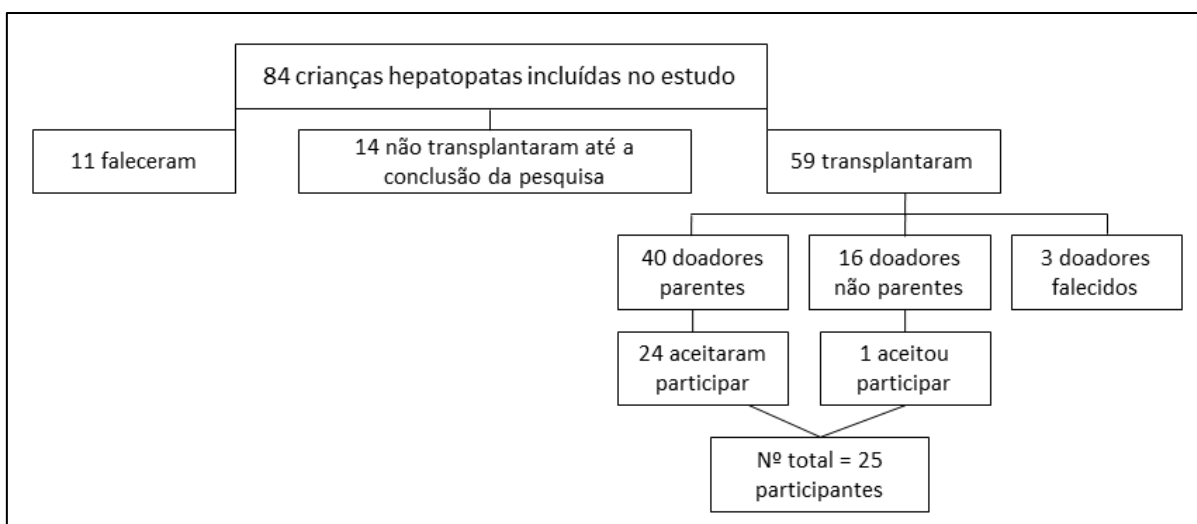 84 crianças hepatopatas incluídas no estudo
11 faleceram
14 não transplantaram até a
conclusão da pesquisa
59 transplantaram
40 doadores
parentes
16 doadores
não parentes
3 doadores
falecidos
24 aceitaram
participar
1 aceitou
participar
Nº total = 25
participantes